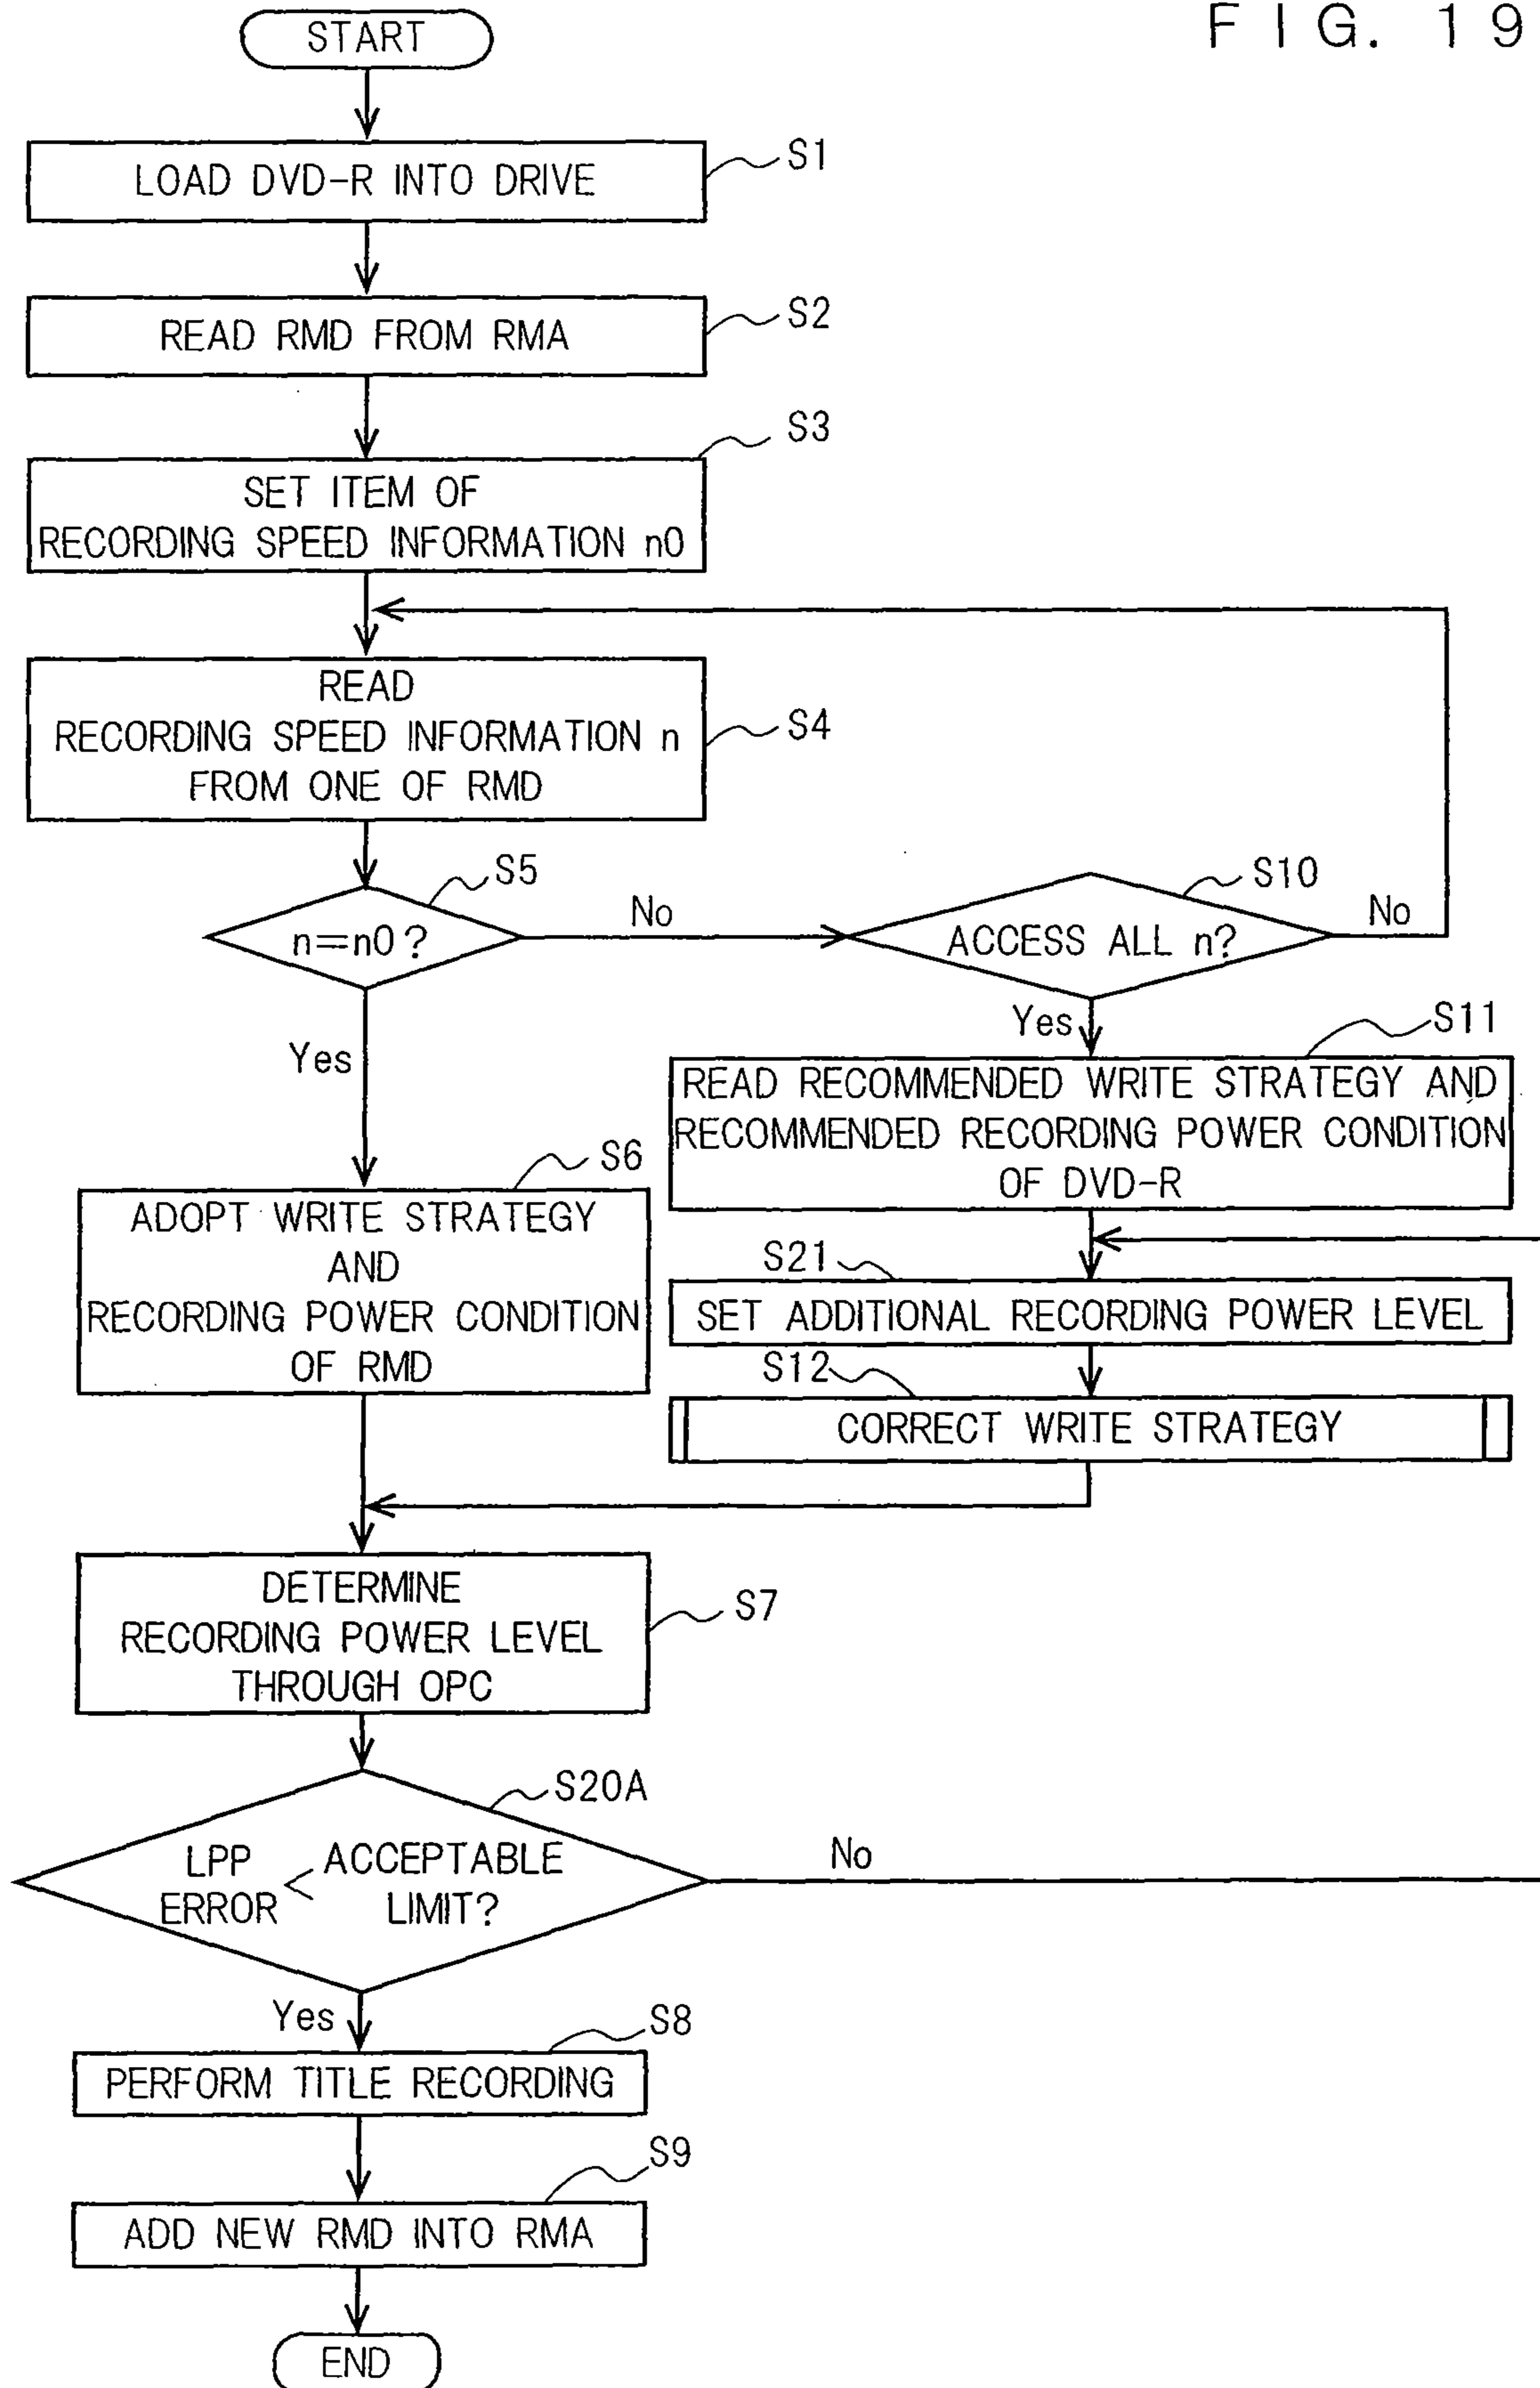 FIG. 19
START
LOAD DVD-R INTO DRIVE
S1
READ RMD FROM RMA
S2
S3
SET ITEM OF
RECORDING SPEED INFORMATION n0
READ
RECORDING SPEED INFORMATION n
FROM ONE OF RMD
S4
S5
n=n0?
No
S10
ACCESS ALL n?
No
Yes
Yes
S11
READ RECOMMENDED WRITE STRATEGY AND
RECOMMENDED RECORDING POWER CONDITION
OF DVD-R
S6
ADOPT WRITE STRATEGY
AND
RECORDING POWER CONDITION
OF RMD
S21
SET ADDITIONAL RECORDING POWER LEVEL
S12
CORRECT WRITE STRATEGY
DETERMINE
RECORDING POWER LEVEL
THROUGH OPC
S7
S20A
LPP < ACCEPTABLE
ERROR LIMIT?
No
Yes
S8
PERFORM TITLE RECORDING
S9
ADD NEW RMD INTO RMA
END